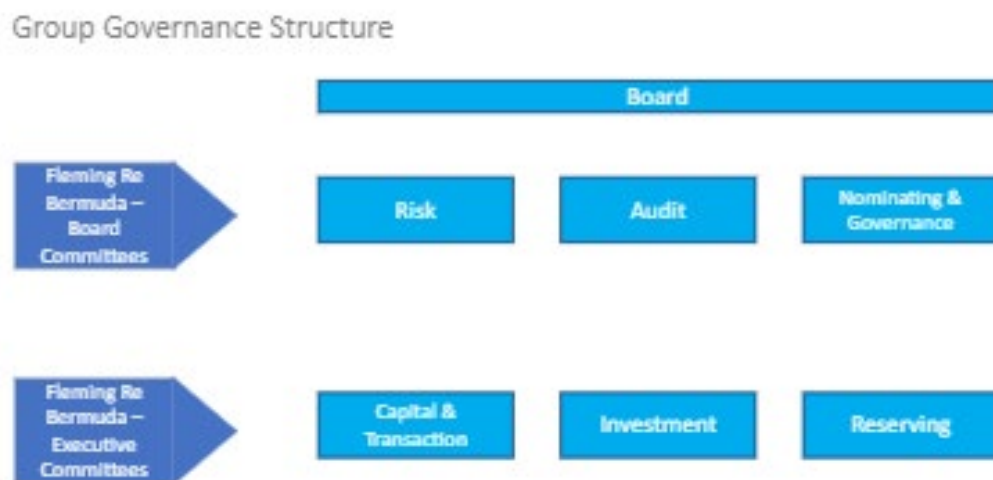 Group Governance Structure
Board
Fleming Re
Bermuda –
Board
Committees
Risk
Audit
Nominating &
Governance
Fleming Re
Bermuda –
Executive
Committees
Capital &
Transaction
Investment
Reserving